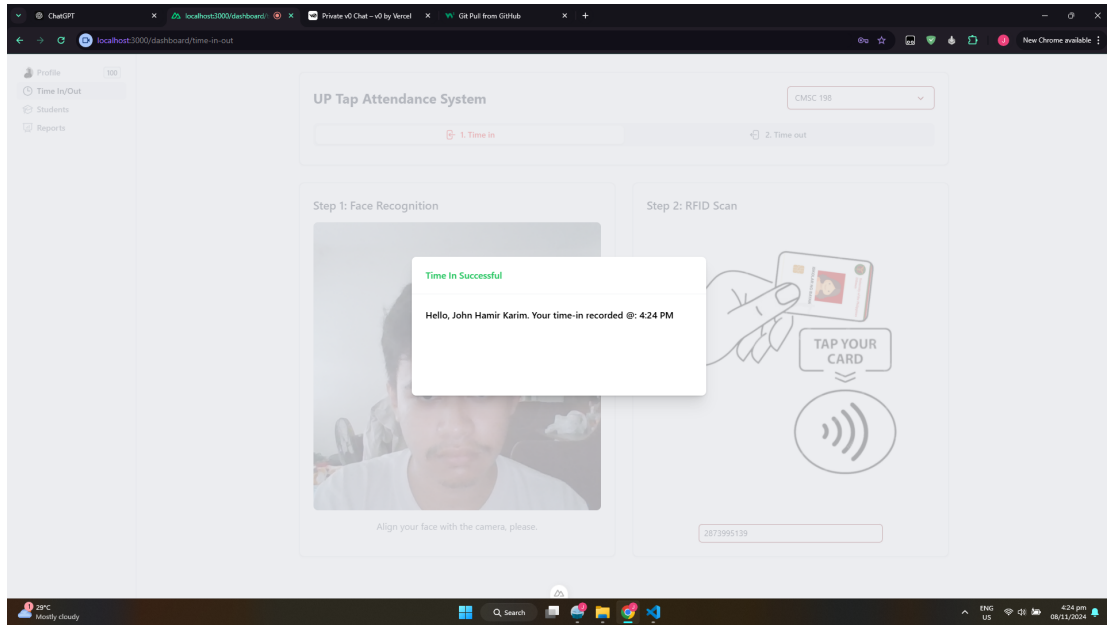 ChatGPT
localhost:3000/dashboard/
Private v0 Chat – v0 by Vercel
Git Pull from GitHub
localhost:3000/dashboard/time-in-out
New Chrome available
Profile
100
Time In/Out
Students
Reports
UP Tap Attendance System
CMSC 198
1. Time in
2. Time out
Step 1: Face Recognition
Step 2: RFID Scan
Time In Successful
Hello, John Hamir Karim. Your time-in recorded @: 4:24 PM
TAP YOUR
CARD
Align your face with the camera, please.
2873995139
1
29°C
Mostly cloudy
Search
ENG
US
4:24 pm
08/11/2024